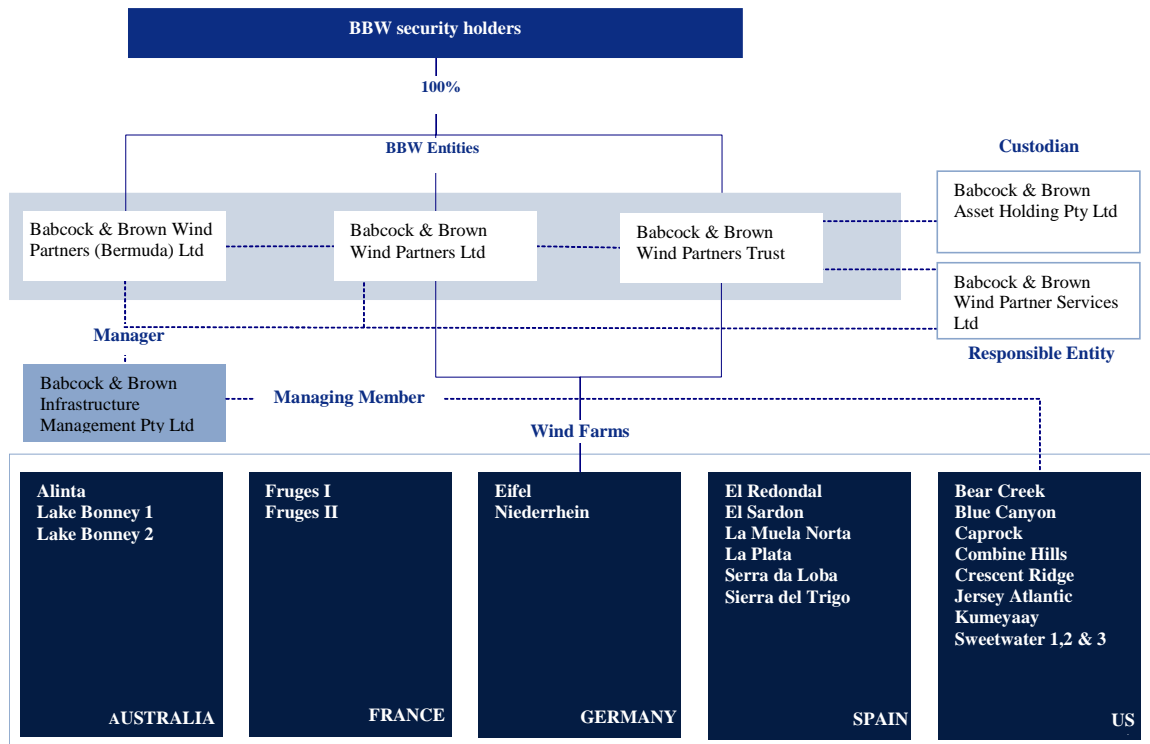 BBW security holders
100%
BBW Entities
Custodian
Babcock & Brown Wind
Partners (Bermuda) Ltd
Babcock & Brown
Wind Partners Ltd
Babcock & Brown
Wind Partners Trust
Babcock & Brown
Asset Holding Pty Ltd
Babcock & Brown
Wind Partner Services
Ltd
Responsible Entity
Manager
Babcock & Brown
Infrastructure
Management Pty Ltd
Managing Member
Wind Farms
Alinta
Lake Bonney 1
Lake Bonney 2
AUSTRALIA
Fruges I
Fruges II
FRANCE
Eifel
Niederrhein
GERMANY
El Redondal
El Sardon
La Muela Norta
La Plata
Serra da Loba
Sierra del Trigo
SPAIN
Bear Creek
Blue Canyon
Caprock
Combine Hills
Crescent Ridge
Jersey Atlantic
Kumeyaay
Sweetwater 1,2 & 3
US